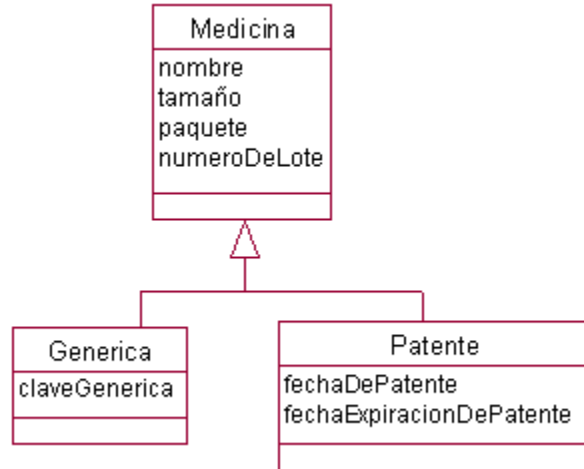 Medicina
nombre
tamaño
paquete
numeroDeLote
Generica
claveGenerica
Patente
fechaDePatente
fechaExpiracionDePatente